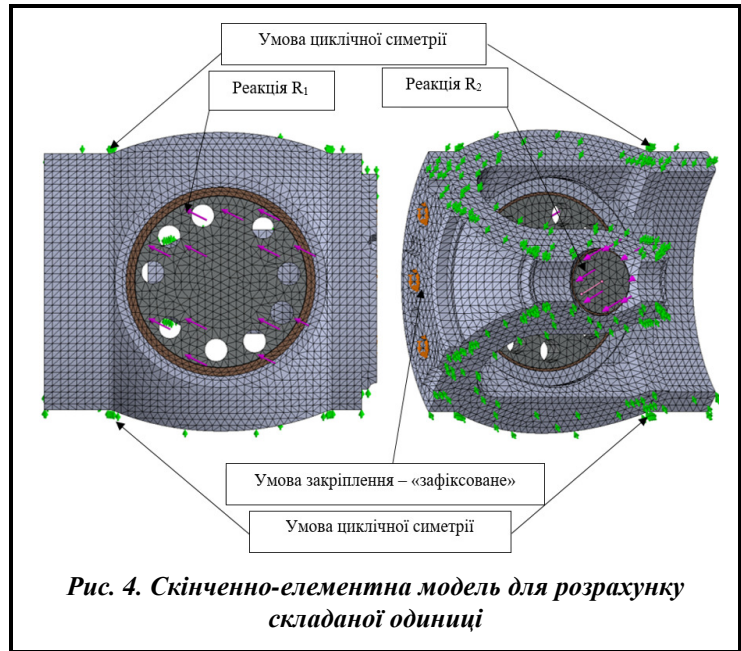 Умова циклічної симетрії
Реакція R₁
Реакція R₂
Умова закріплення – «зафіксоване»
Умова циклічної симетрії
Рис. 4. Скінченно-елементна модель для розрахунку
складаної одиниці